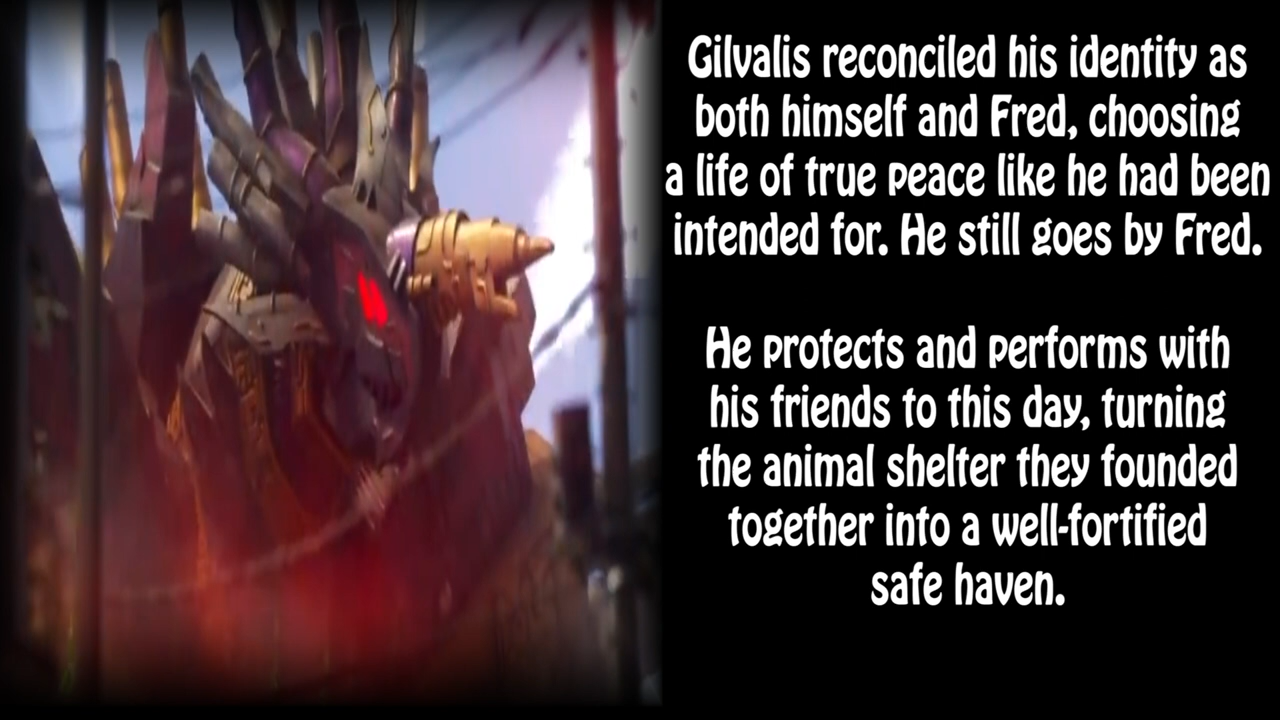 Gilvalis reconciled his identity as
both himself and Fred, choosing
a life of true peace like he had been
intended for. He still goes by Fred.
He protects and performs with
his friends to this day, turning
the animal shelter they founded
together into a well-fortified
safe haven.